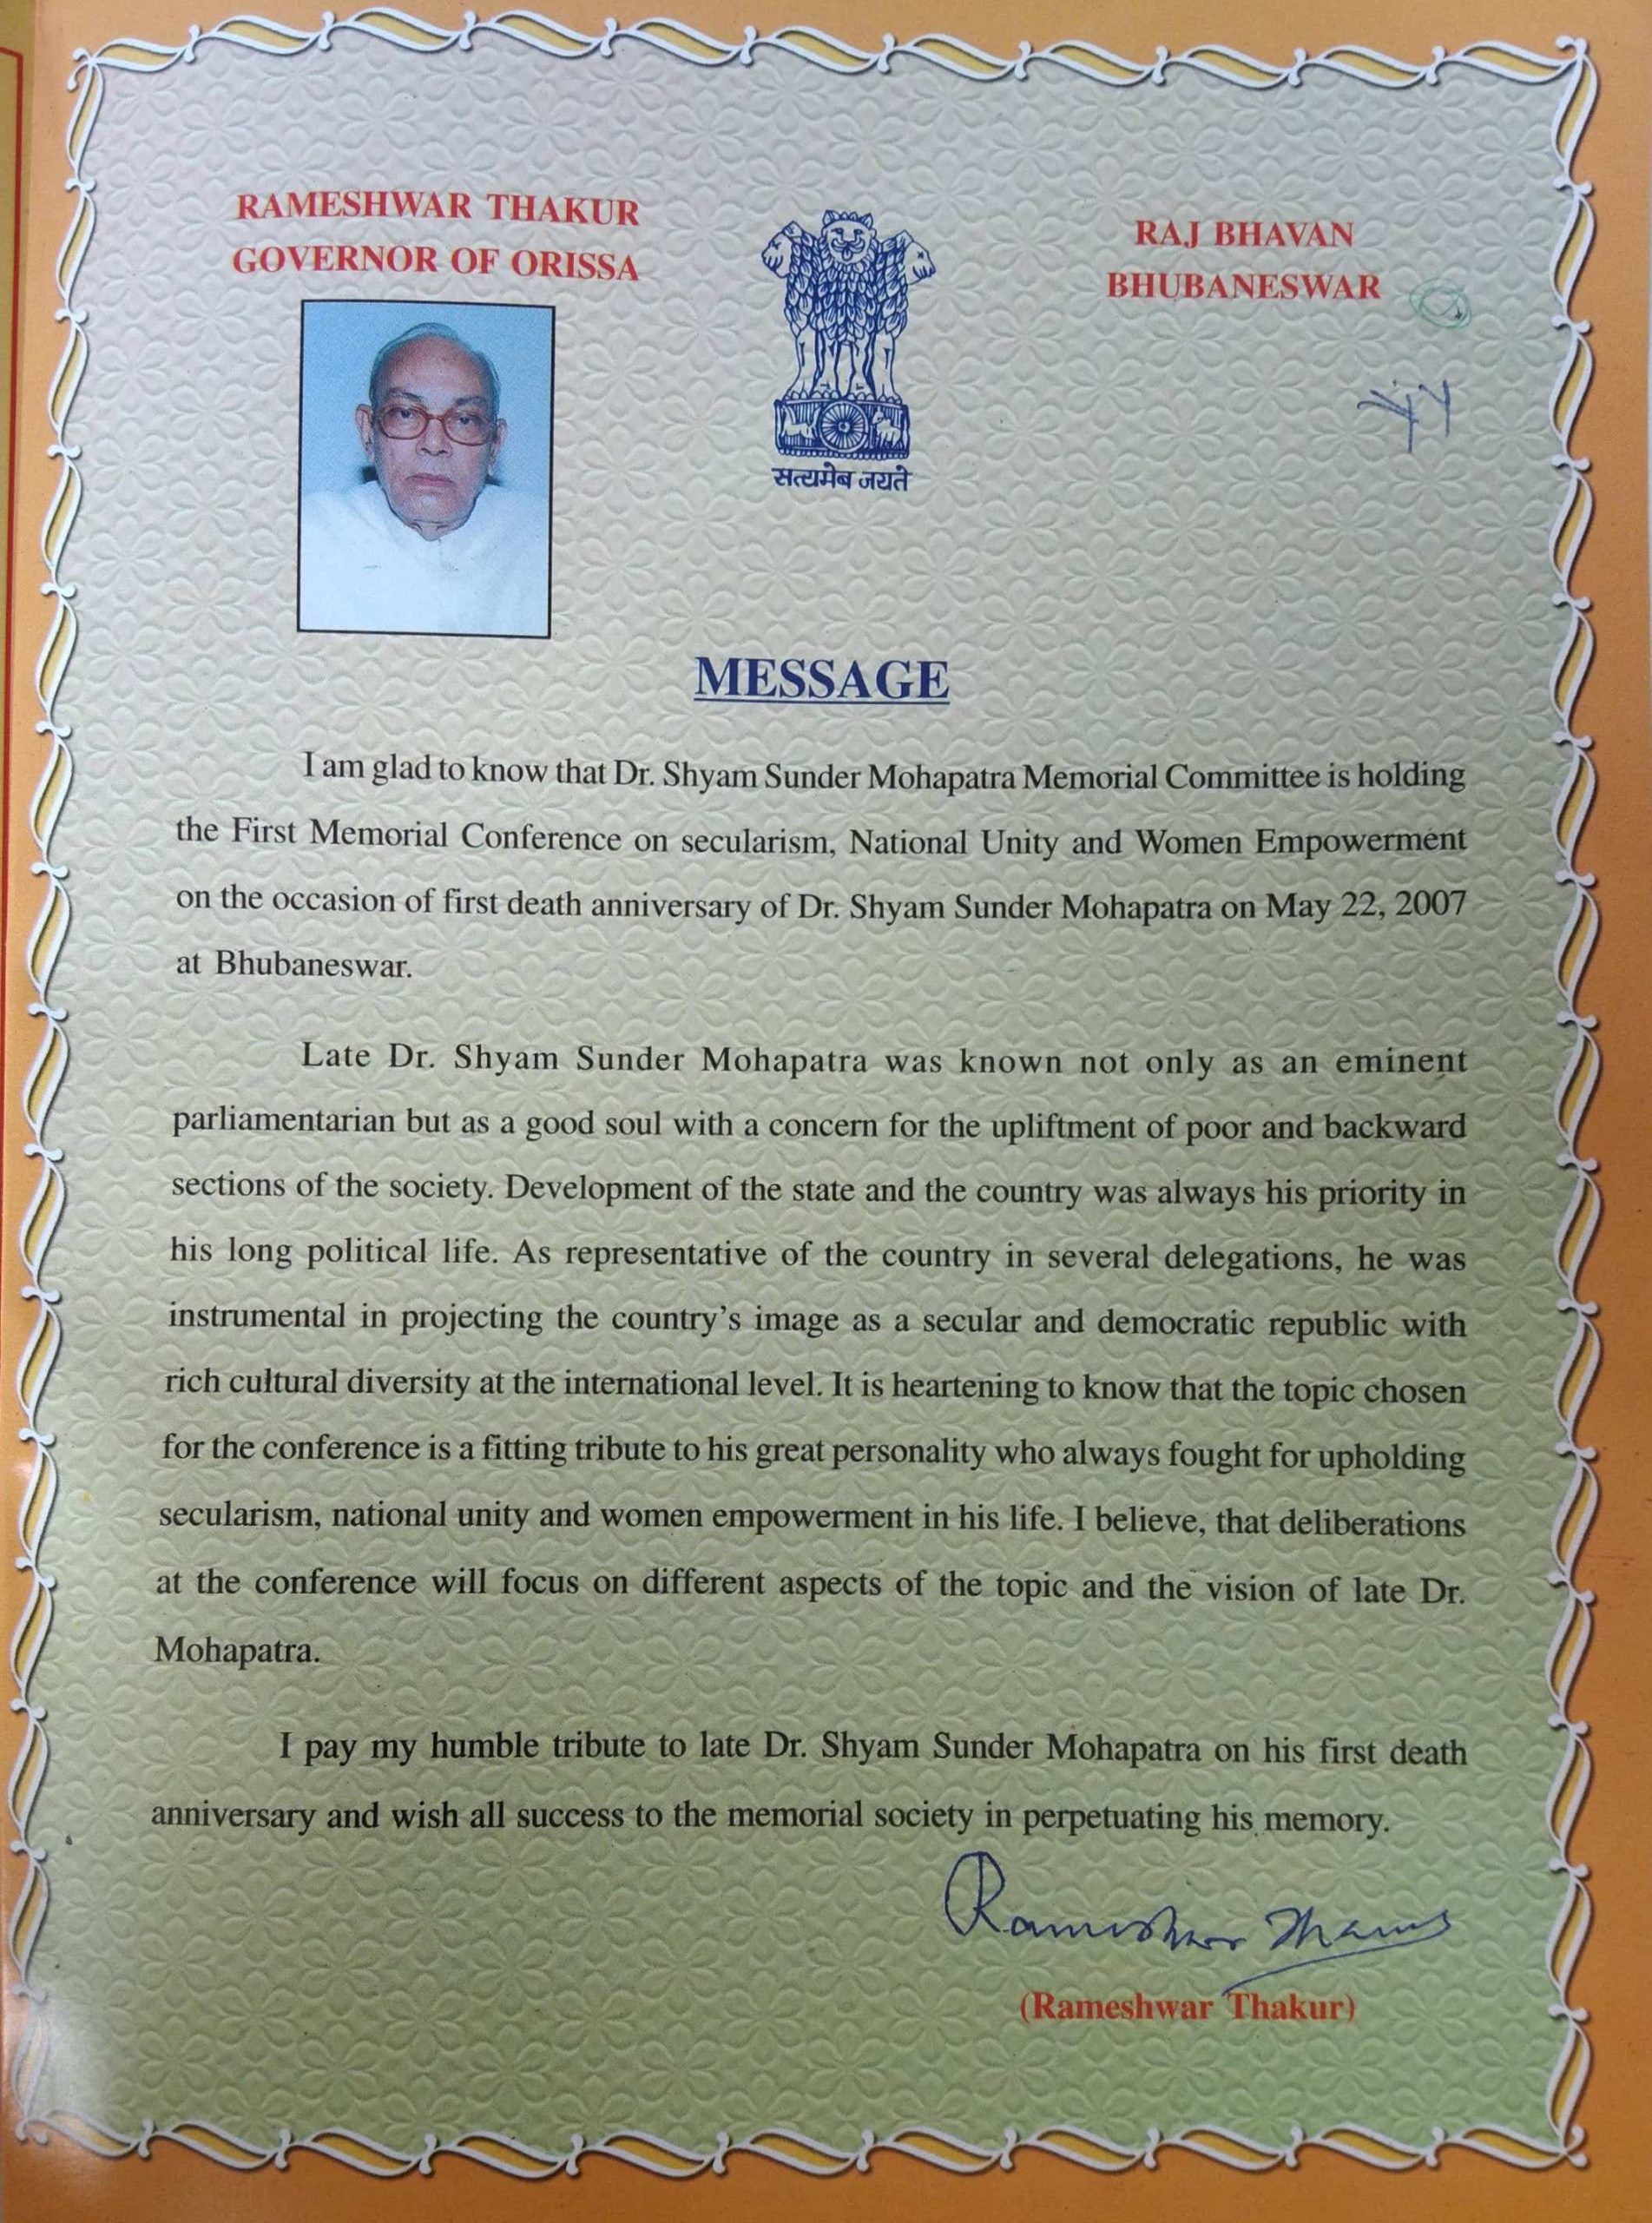 RAMESHWAR THAKUR
GOVERNOR OF ORISSA
RAJ BHAVAN
BHUBANESWAR
सत्यमेब जयते
MESSAGE
I am glad to know that Dr. Shyam Sunder Mohapatra Memorial Committee is holding
the First Memorial Conference on secularism, National Unity and Women Empowerment
on the occasion of first death anniversary of Dr. Shyam Sunder Mohapatra on May 22, 2007
at Bhubaneswar.
Late Dr. Shyam Sunder Mohapatra was known not only as an eminent
parliamentarian but as a good soul with a concern for the upliftment of poor and backward
sections of the society. Development of the state and the country was always his priority in
his long political life. As representative of the country in several delegations, he was
instrumental in projecting the country's image as a secular and democratic republic with
rich cultural diversity at the international level. It is heartening to know that the topic chosen
for the conference is a fitting tribute to his great personality who always fought for upholding
secularism, national unity and women empowerment in his life. I believe, that deliberations
at the conference will focus on different aspects of the topic and the vision of late Dr.
Mohapatra.
I pay my humble tribute to late Dr. Shyam Sunder Mohapatra on his first death
anniversary and wish all success to the memorial society in perpetuating his memory.
(Rameshwar Thakur)